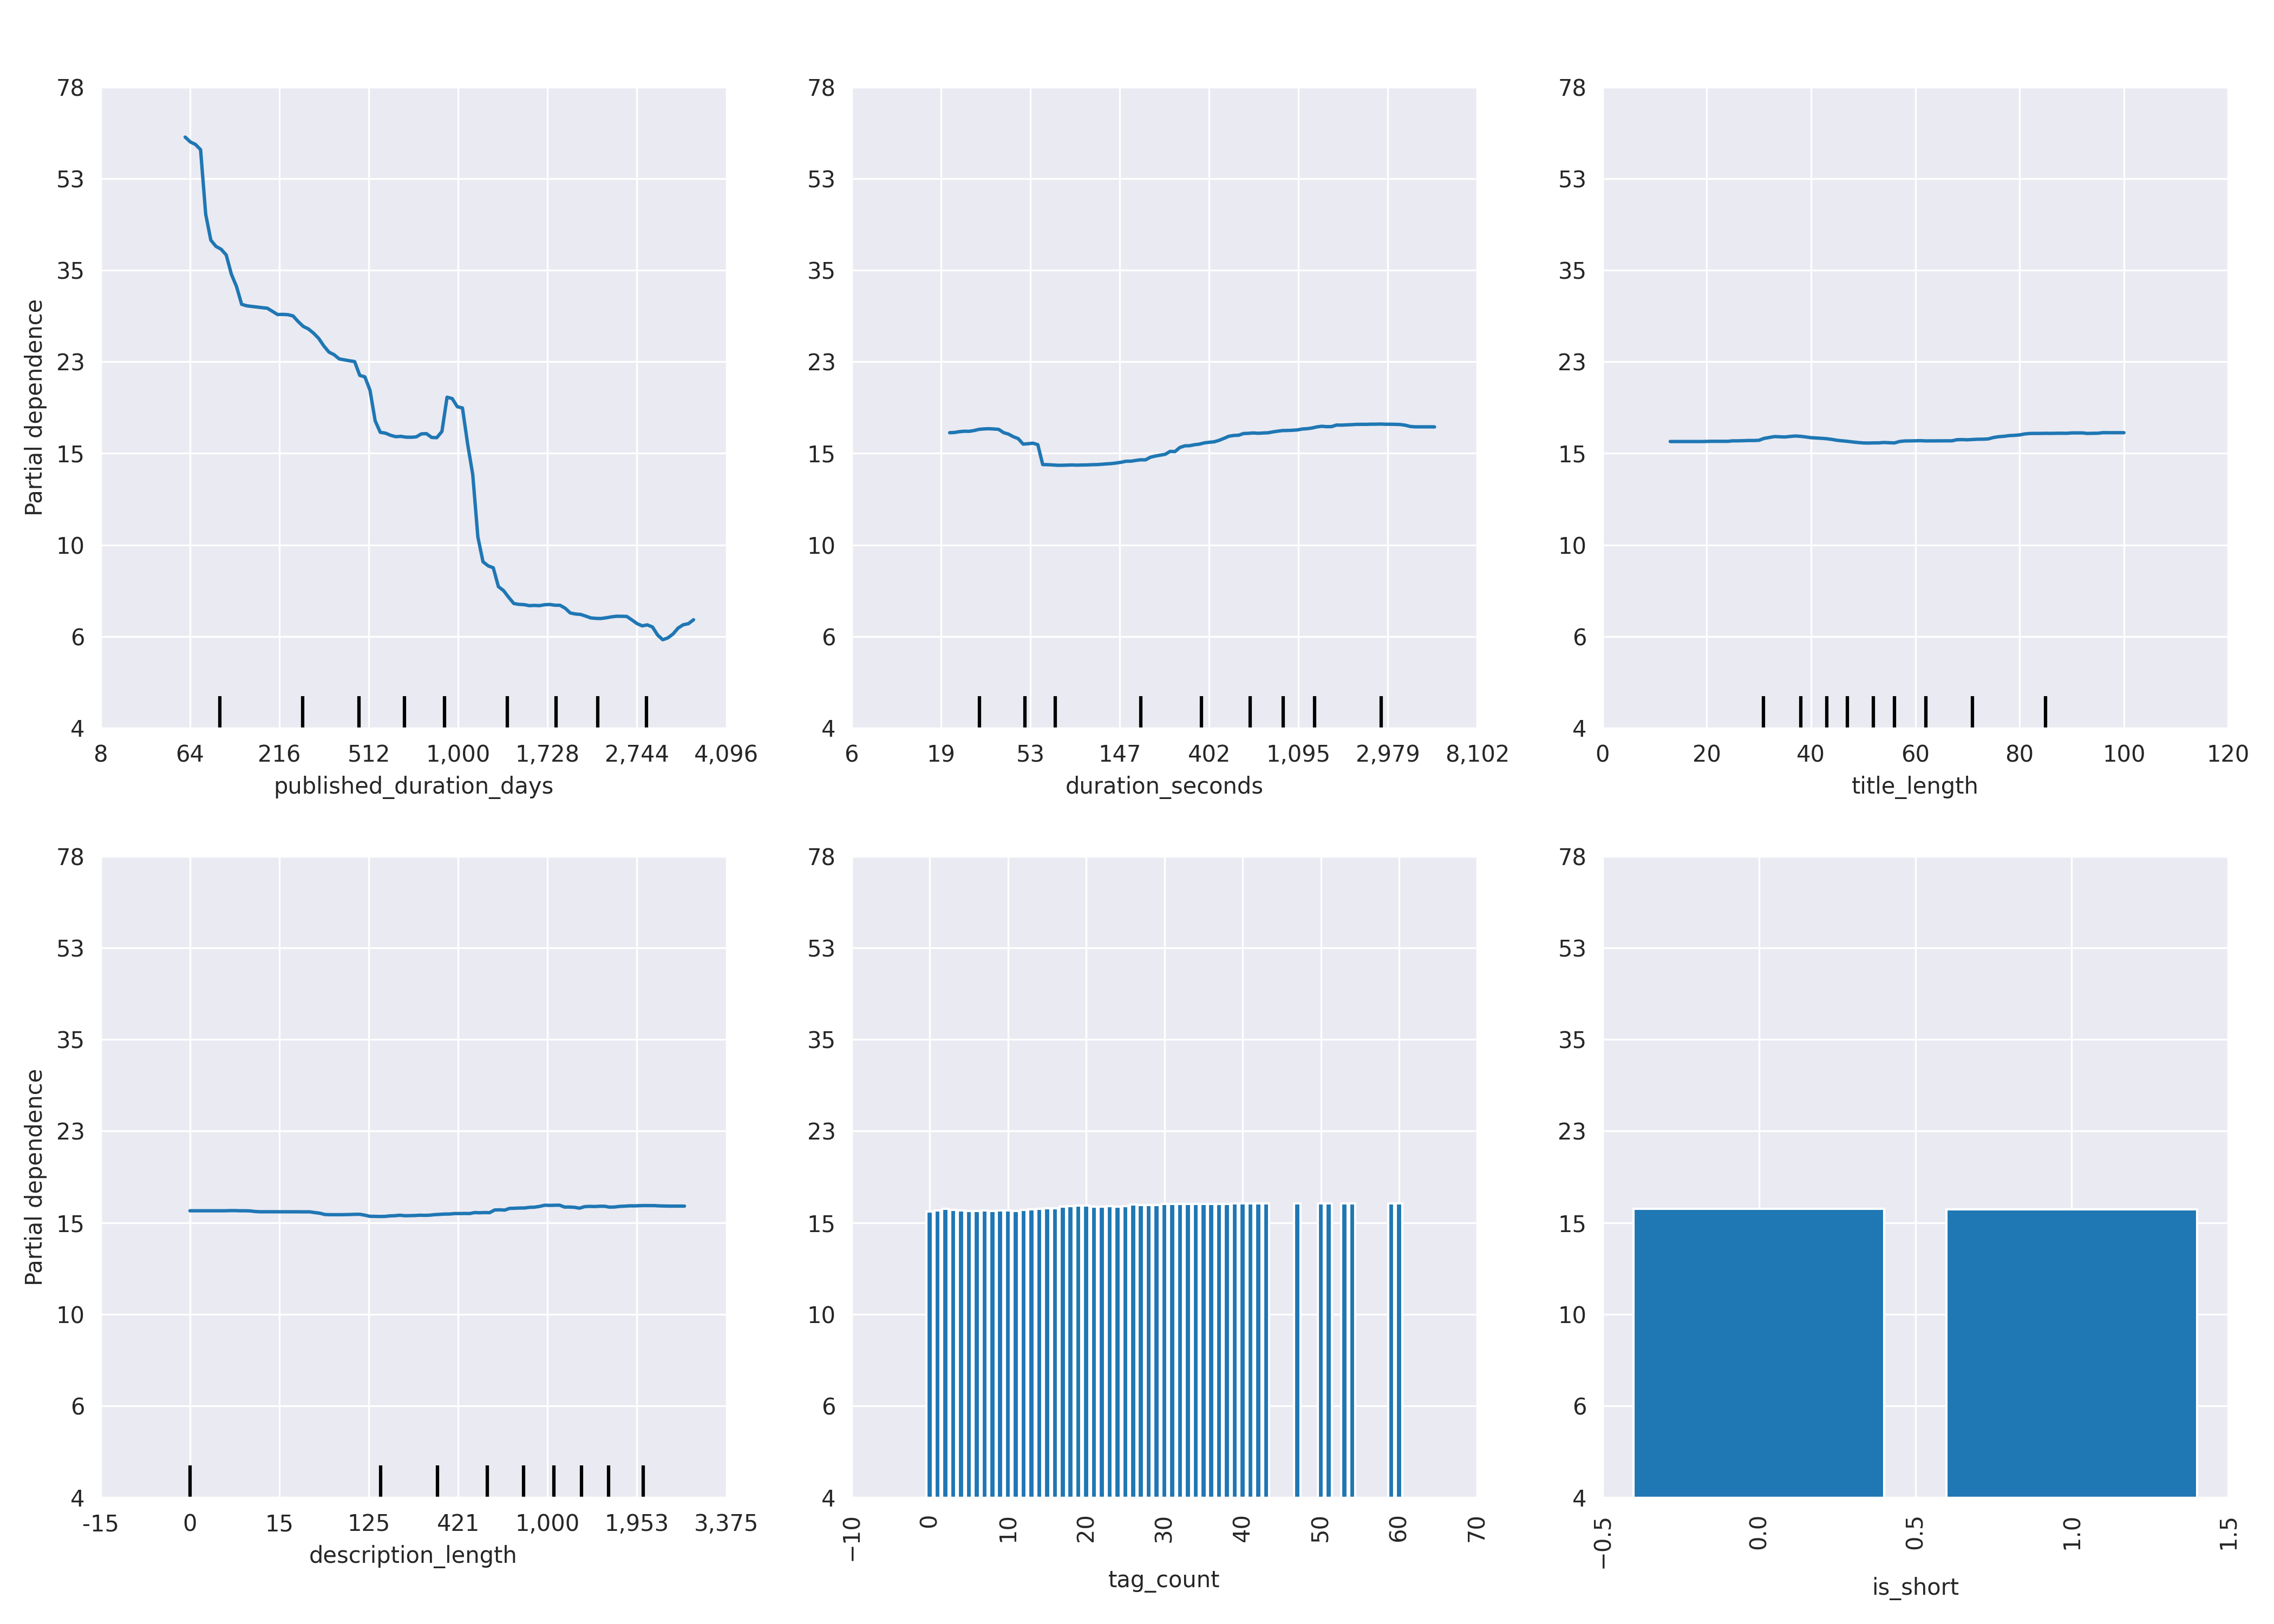 78 78 78
53 53 53
35 35 35
23 23 23
15 15 15
10 10 10
6 6 6
4 4 4
Partial dependence
8 64 216 512 1,000 1,728 2,744 4,096
6 19 53 147 402 1,095 2,979 8,102
0 20 40 60 80 100 120
published_duration_days
duration_seconds
title_length
78 78 78
53 53 53
35 35 35
23 23 23
15 15 15
10 10 10
6 6 6
4 4 4
Partial dependence
-15 0 15 125 421 1,000 1,953 3,375
−10 0 10 20 30 40 50 60 70
−0.5 0.0 0.5 1.0 1.5
description_length
tag_count
is_short